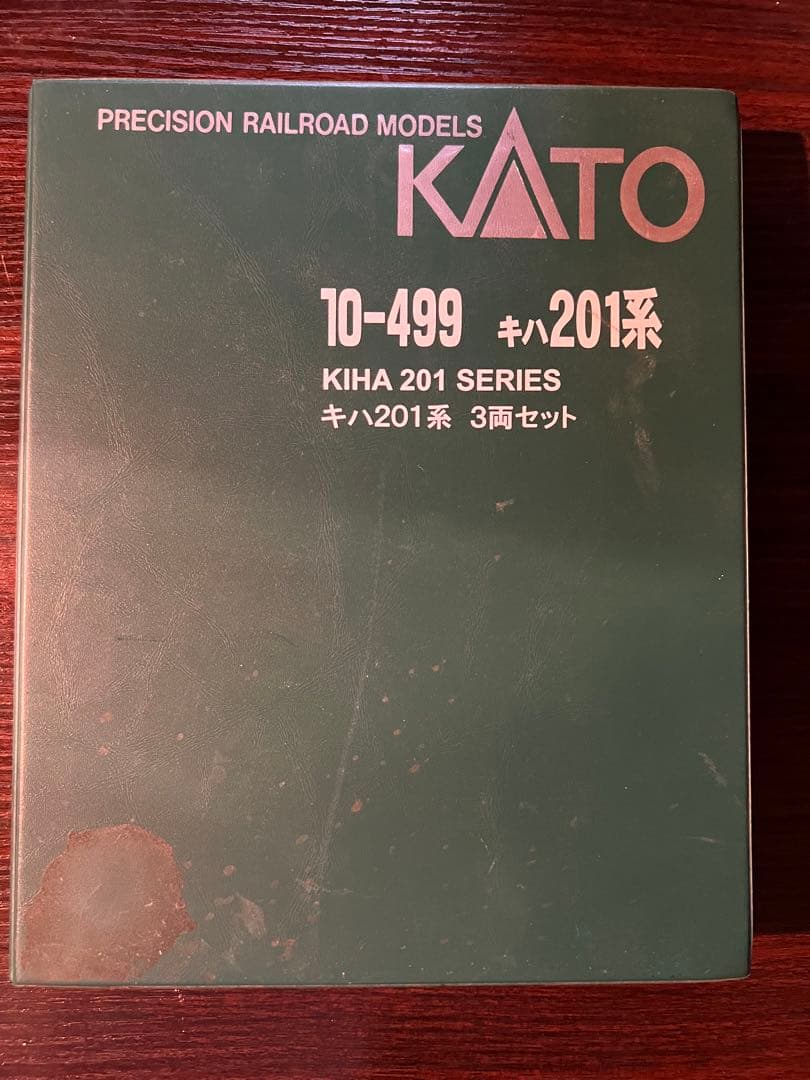 PRECISION RAILROAD MODELS
KATO
10-499 キハ201系
KIHA 201 SERIES
キハ201系 3両セット